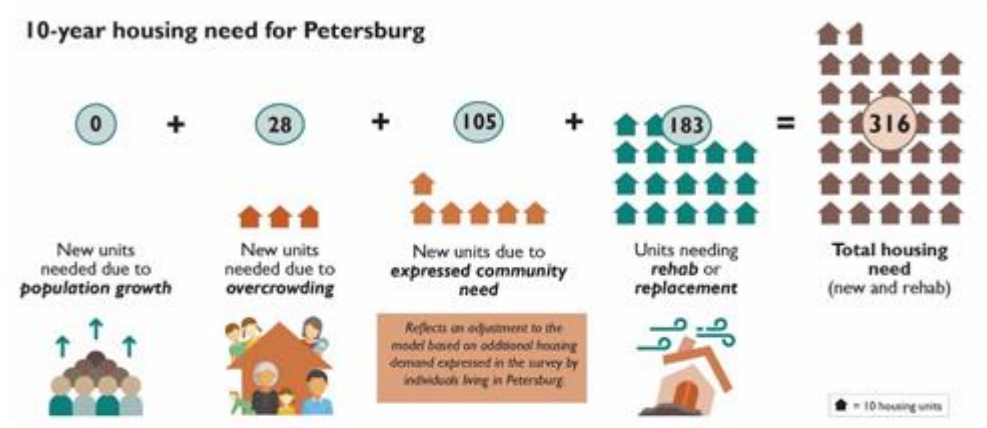 10-year housing need for Petersburg
0 + 28 + 105 + 183 = 316
New units
needed due to
population growth
New units
needed due to
overcrowding
New units due to
expressed community
need
Reflects an adjustment to the
model based on additional housing
demand expressed in the survey by
individuals living in Petersburg.
Units needing
rehab or
replacement
Total housing
need
(new and rehab)
= 10 housing units